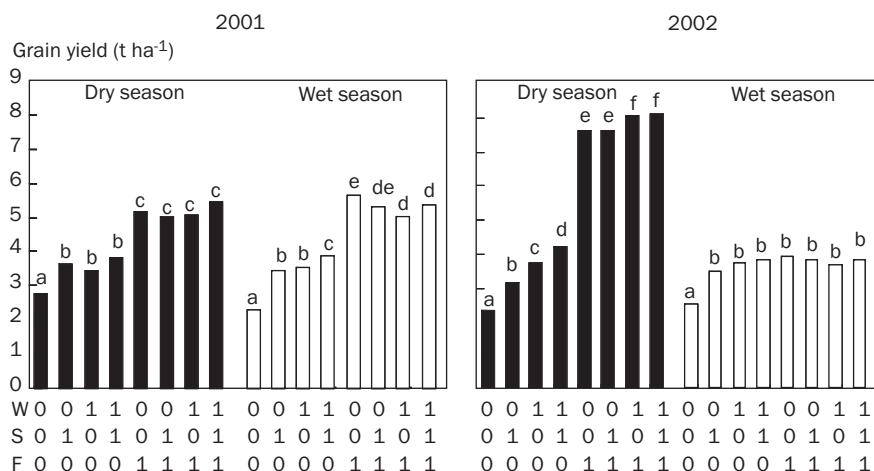 2001 2002
Grain yield (t ha-1)
9
Dry season Wet season Dry season Wet season
8
f f
e e
7
6
e
de
c c c c d d
5
d
4
b b b c b b c d b b b b b b b
3
a a a a
2
1
0
W 0 0 1 1 0 0 1 1 0 0 1 1 0 0 1 1 0 0 1 1 0 0 1 1 0 0 1 1 0 0 1 1
S 0 1 0 1 0 1 0 1 0 1 0 1 0 1 0 1 0 1 0 1 0 1 0 1 0 1 0 1 0 1 0 1
F 0 0 0 0 1 1 1 1 0 0 0 0 1 1 1 1 0 0 0 0 1 1 1 1 0 0 0 0 1 1 1 1